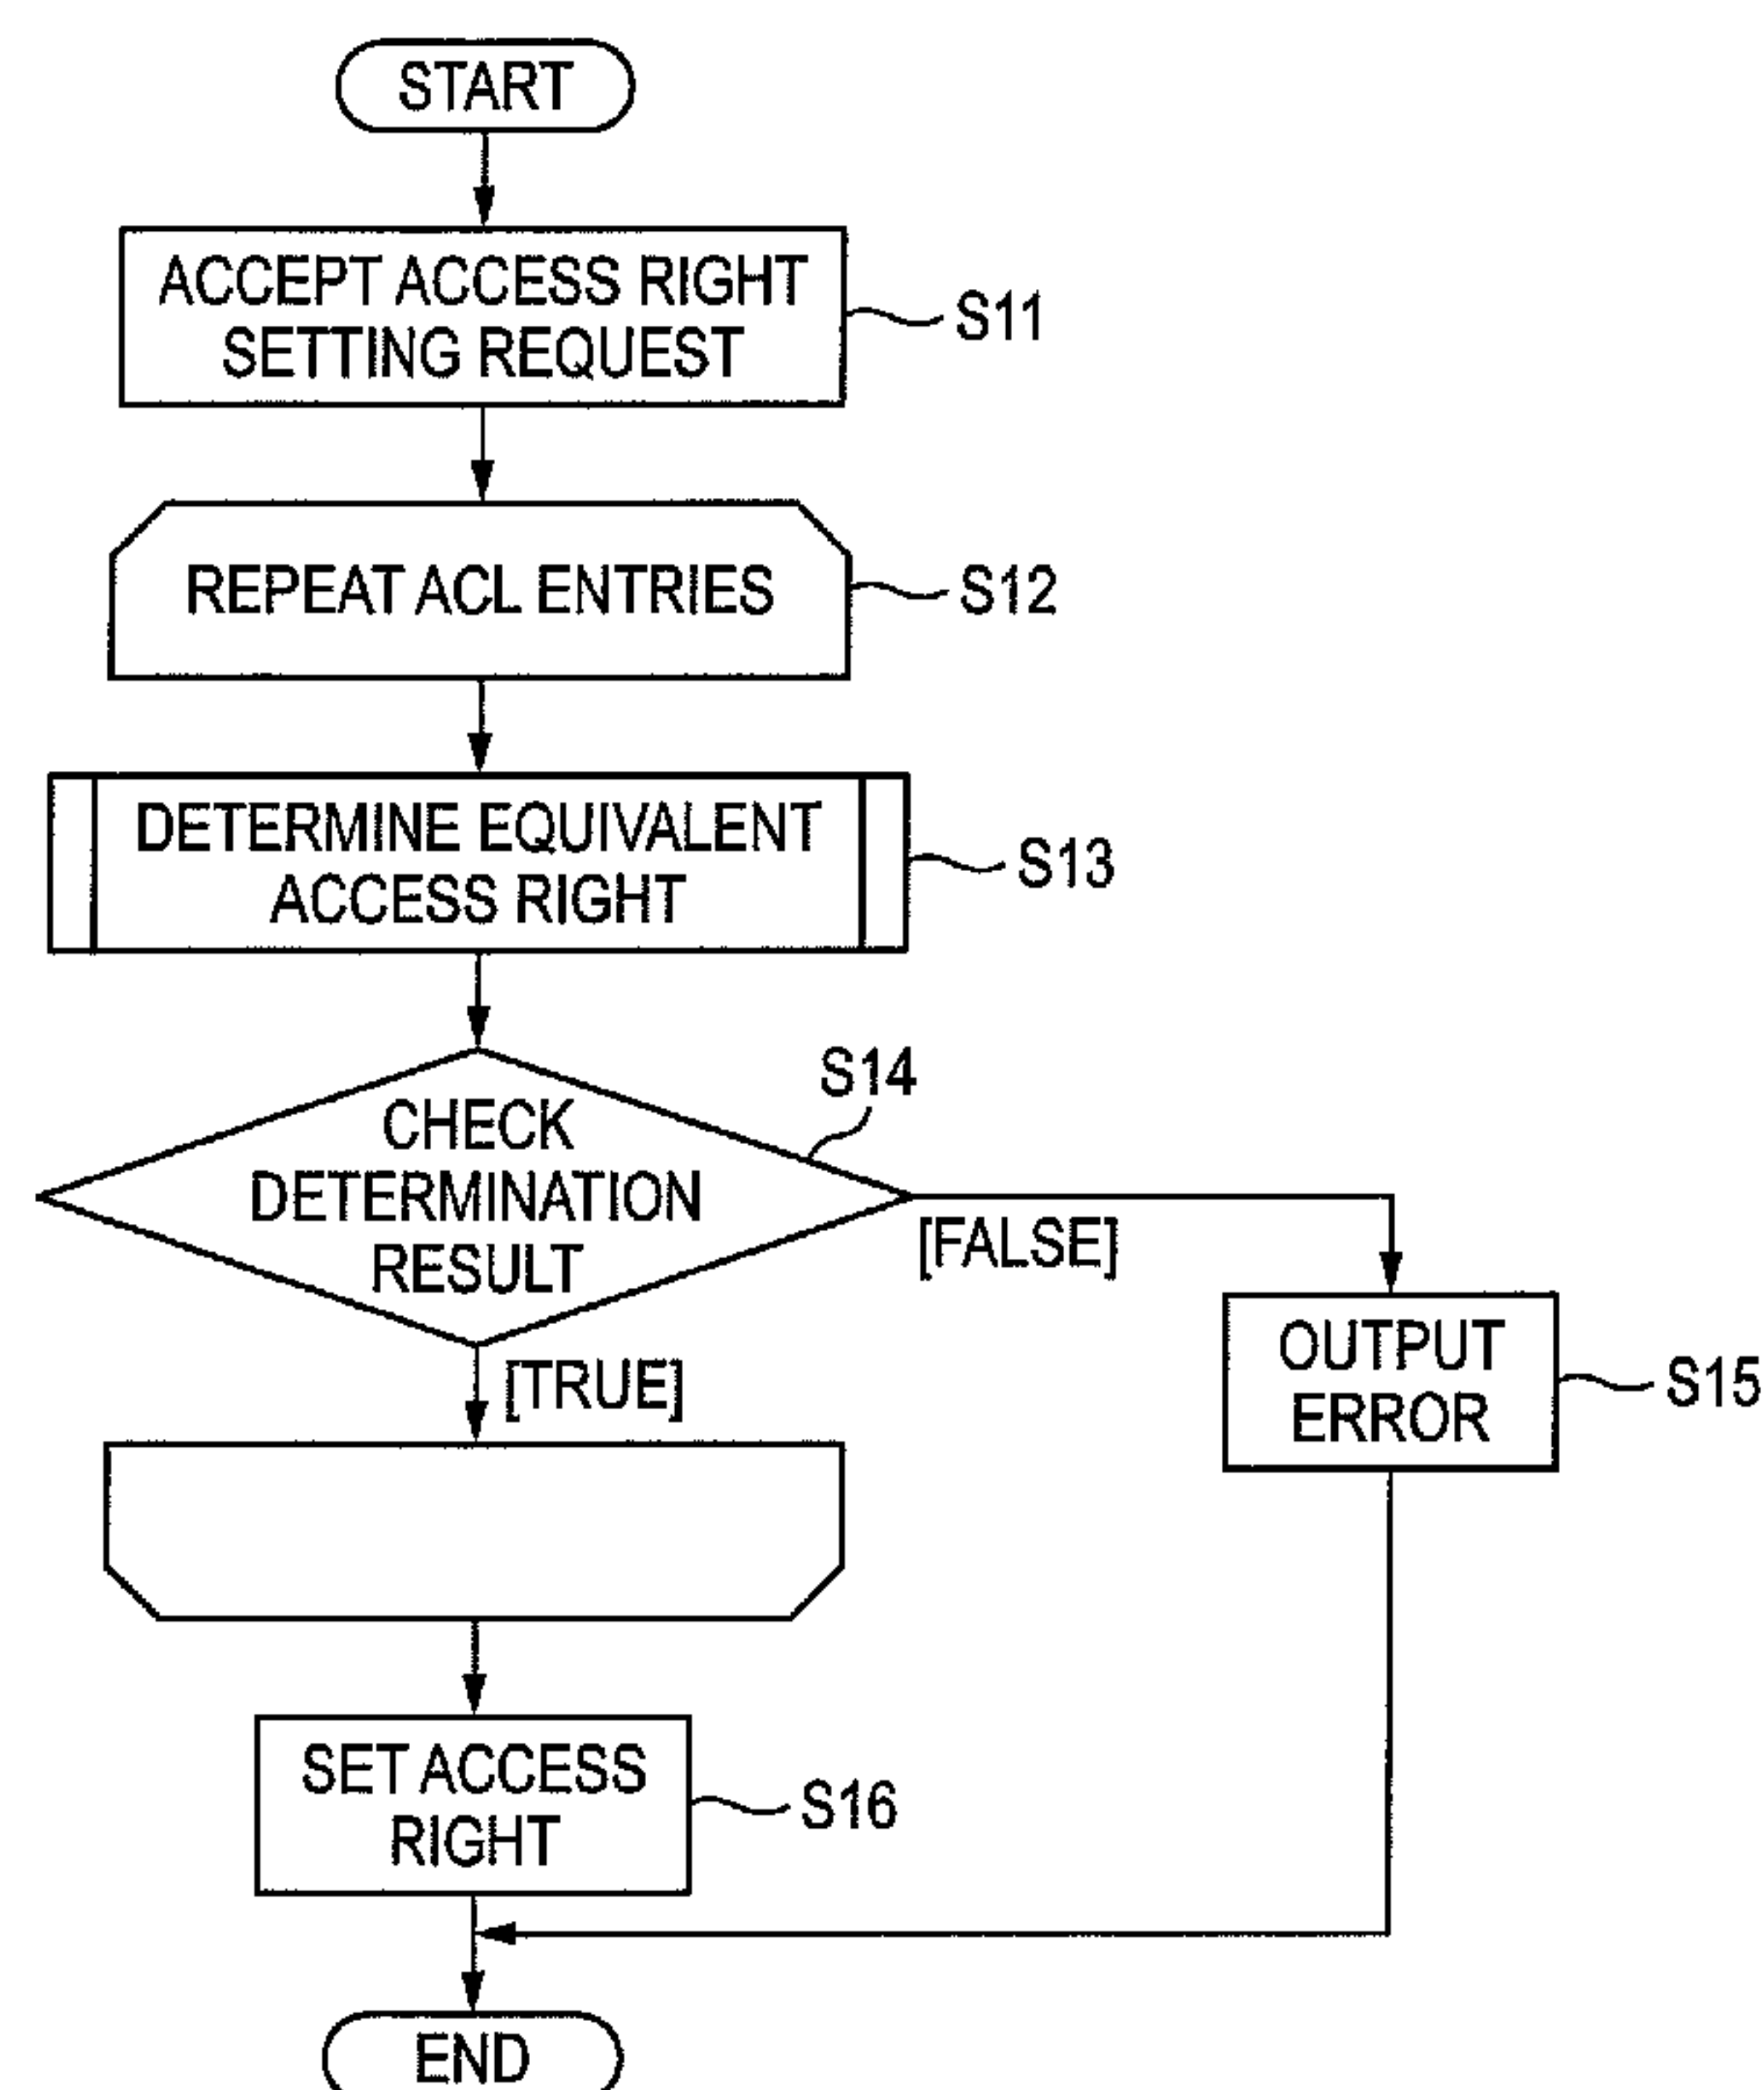 START
ACCEPT ACCESS RIGHT
SETTING REQUEST
S11
REPEAT ACL ENTRIES
S12
DETERMINE EQUIVALENT
ACCESS RIGHT
S13
S14
CHECK
DETERMINATION
RESULT
[FALSE]
[TRUE]
OUTPUT
ERROR
S15
SET ACCESS
RIGHT
S16
END